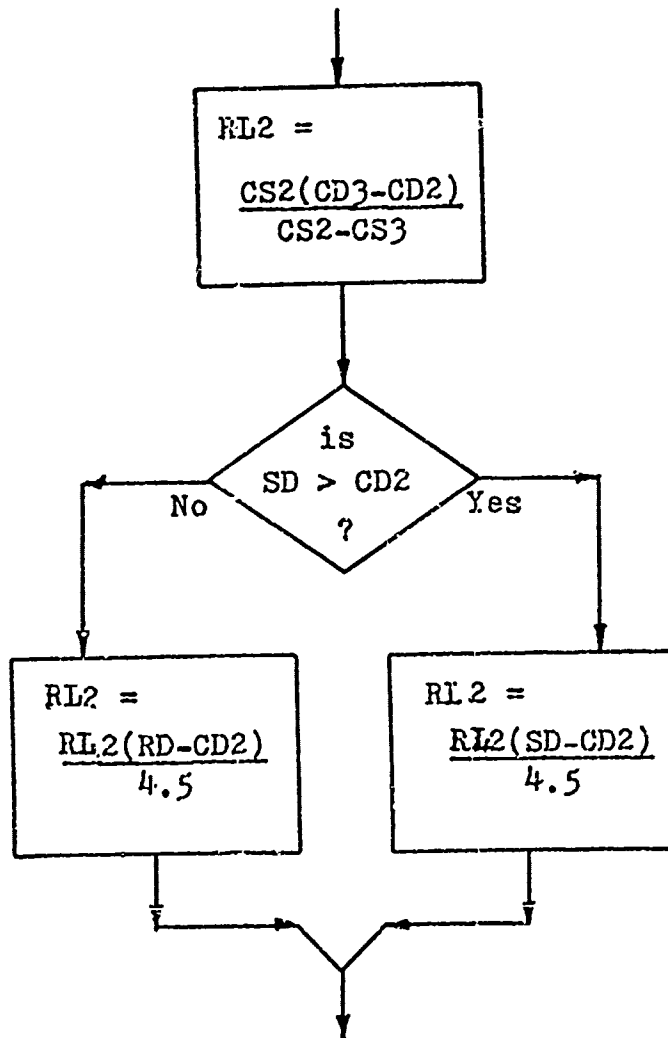 RL2 =
CS2(CD3-CD2)
CS2-CS3
is
SD > CD2
?
No
Yes
RL2 =
RL2(RD-CD2)
4.5
RL2 =
RL2(SD-CD2)
4.5